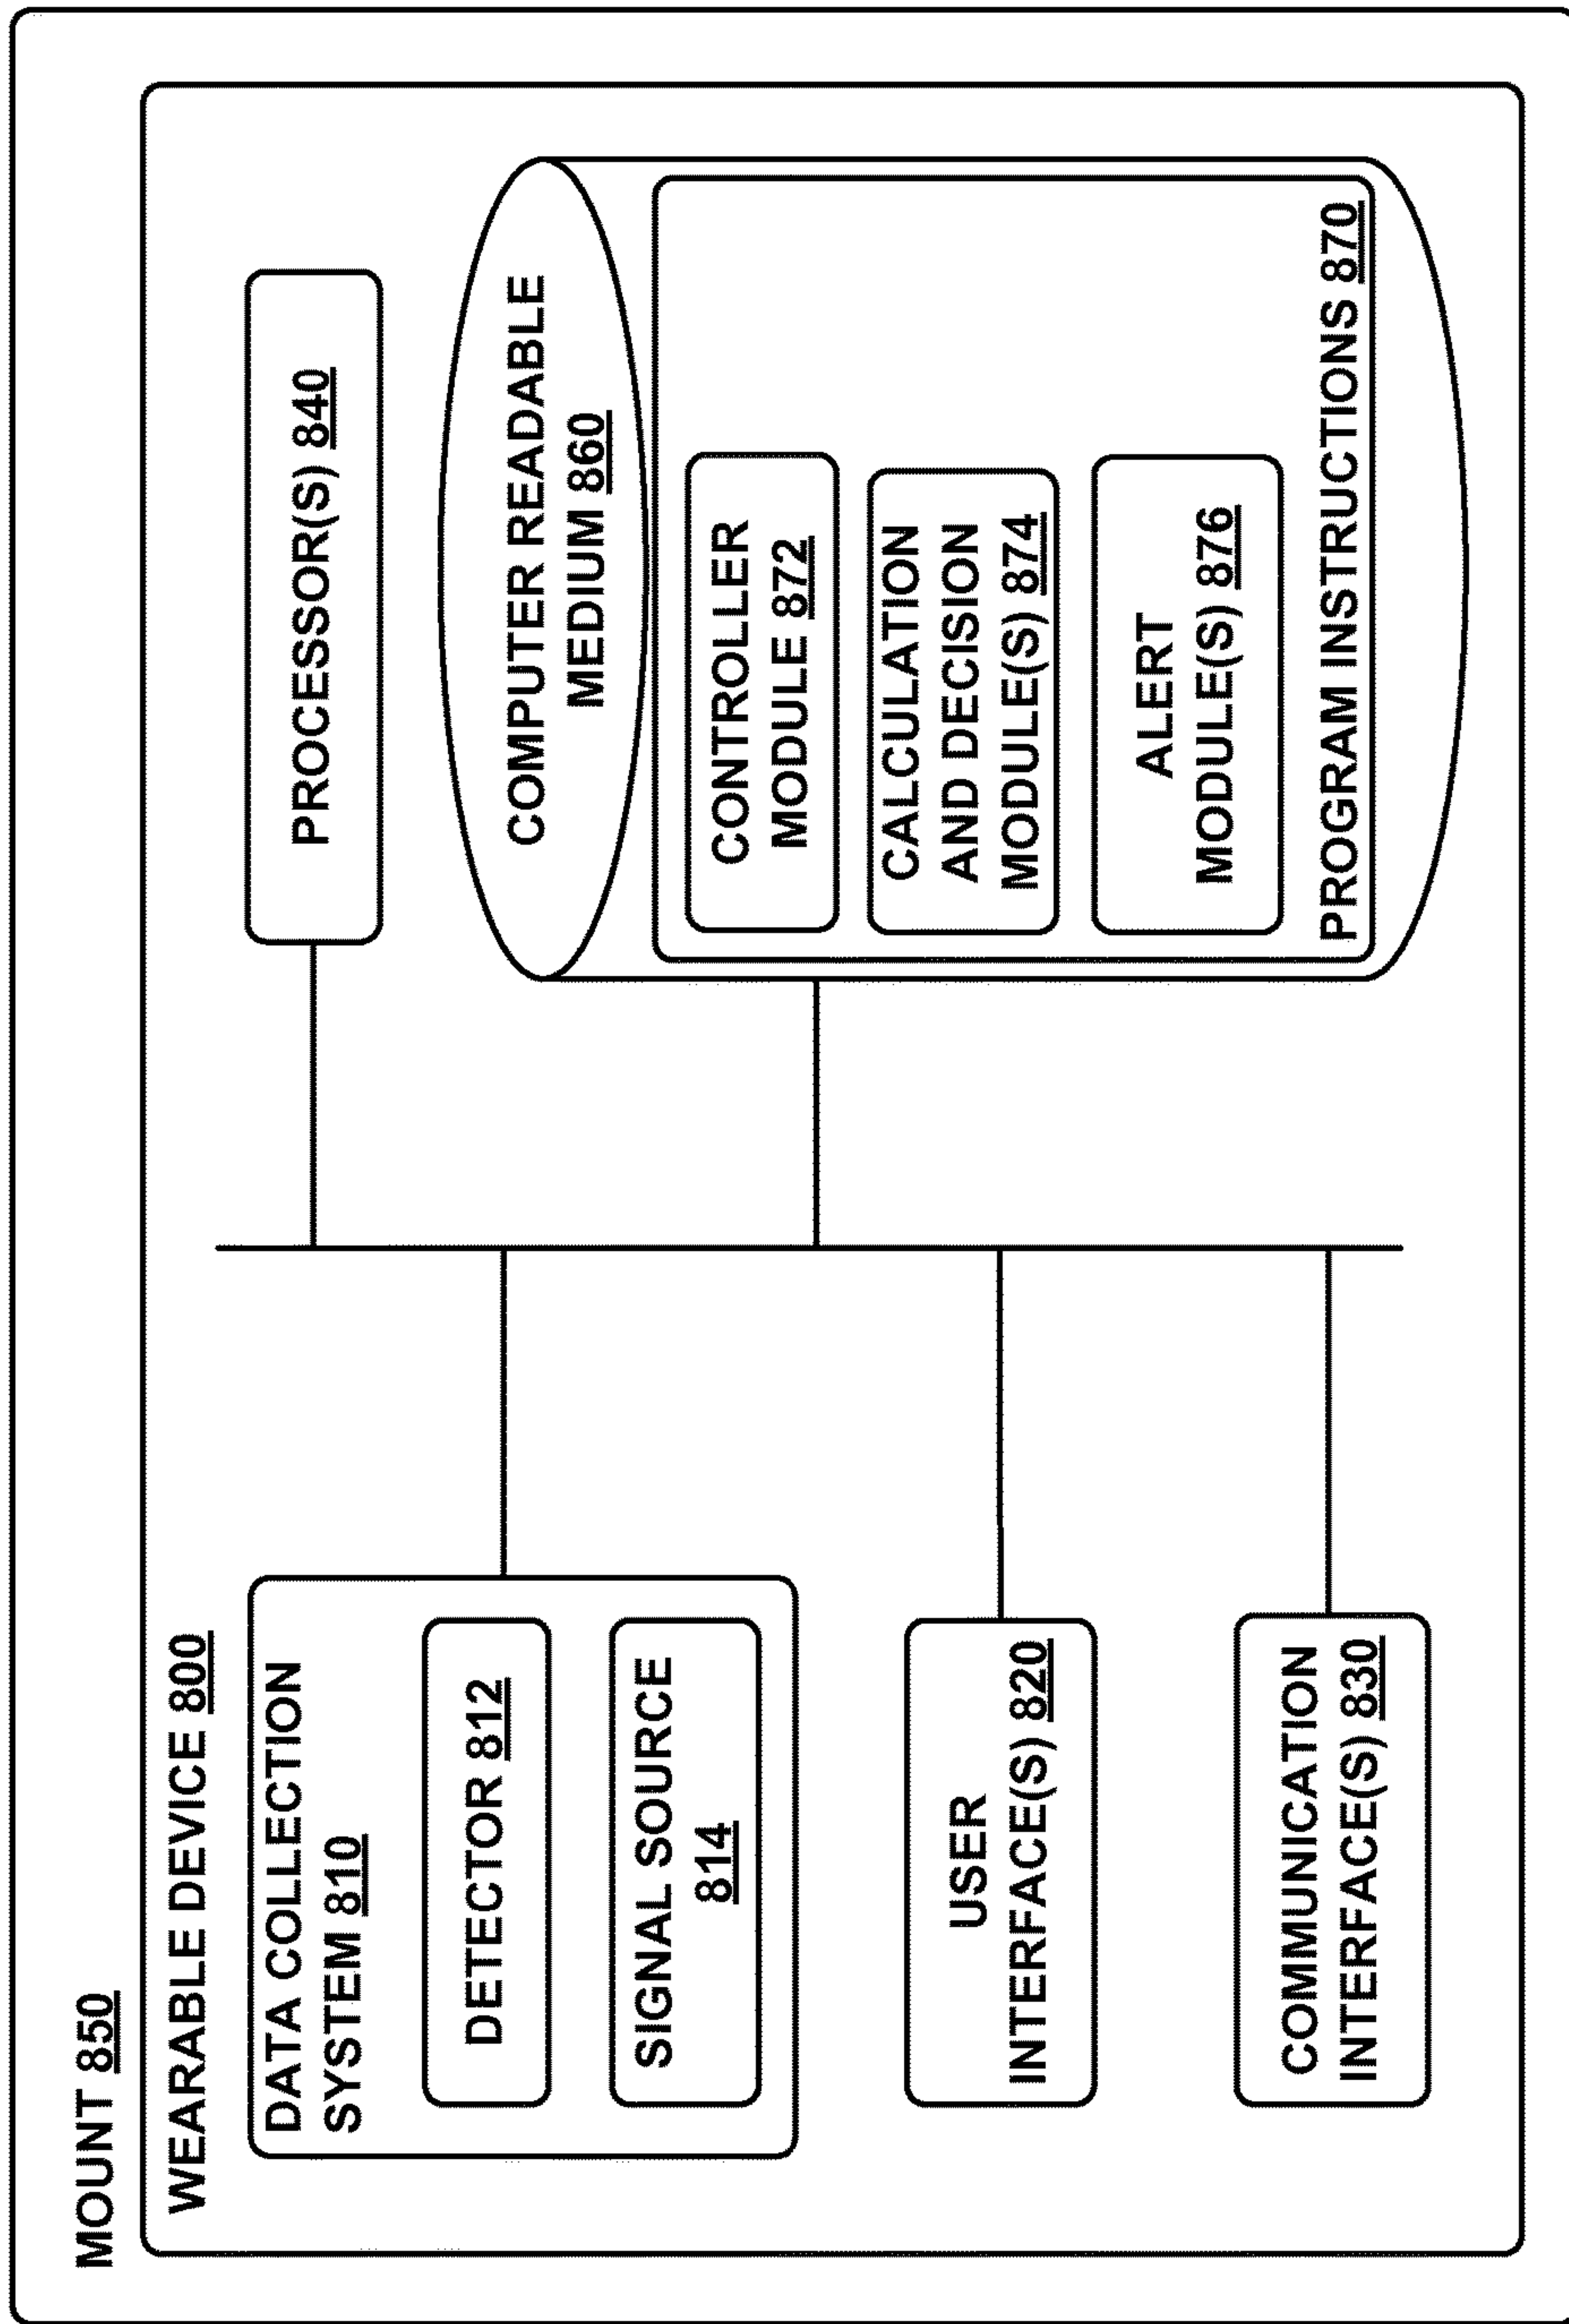 MOUNT 850
WEARABLE DEVICE 800
DATA COLLECTION
SYSTEM 810
DETECTOR 812
SIGNAL SOURCE
814
USER
INTERFACE(S) 820
COMMUNICATION
INTERFACE(S) 830
PROCESSOR(S) 840
COMPUTER READABLE
MEDIUM 860
CONTROLLER
MODULE 872
CALCULATION
AND DECISION
MODULE(S) 874
ALERT
MODULE(S) 876
PROGRAM INSTRUCTIONS 870